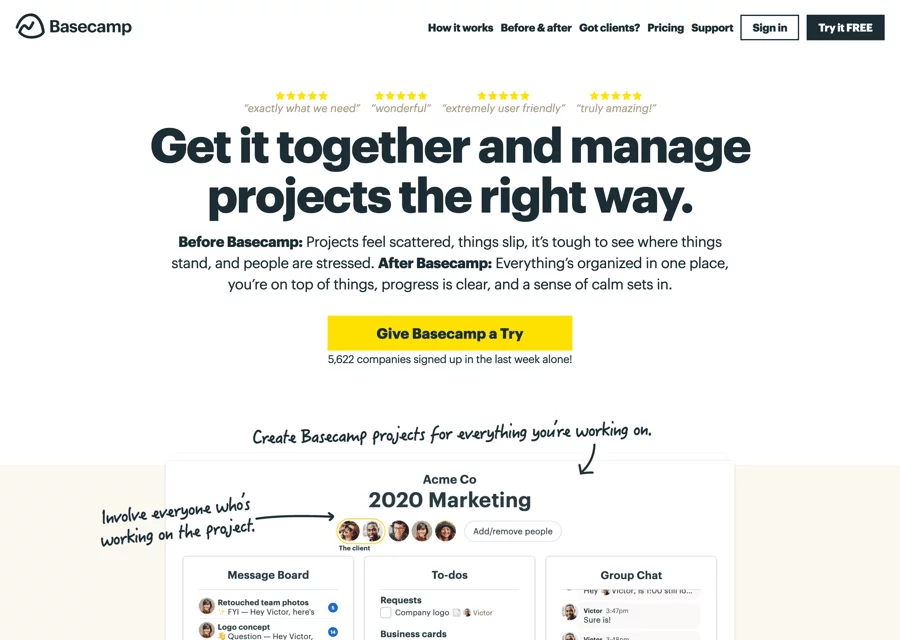 Basecamp
How it works Before & after Got clients? Pricing Support Sign in Try it FREE
“exactly what we need” “wonderful” “extremely user friendly” “truly amazing!”
Get it together and manage
projects the right way.
Before Basecamp: Projects feel scattered, things slip, it’s tough to see where things
stand, and people are stressed. After Basecamp: Everything’s organized in one place,
you’re on top of things, progress is clear, and a sense of calm sets in.
Give Basecamp a Try
5,622 companies signed up in the last week alone!
Create Basecamp projects for everything you’re working on.
Acme Co
2020 Marketing
Involve everyone who’s
working on the project.
Add/remove people
The client
Message Board
Retouched team photos
FYI — Hey Victor, here's
9
Logo concept
Question — Hey Victor,
14
To-dos
Requests
Company logo Victor
Business cards
Group Chat
Hey Victor, is 1:00 still lo...
Victor 3:47pm
Sure is!
Victor 3:48pm